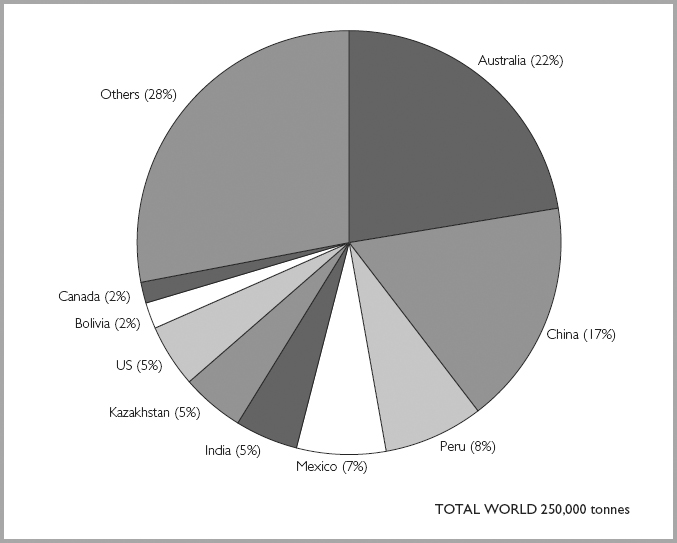 Australia (22%)
Others (28%)
Canada (2%)
Bolivia (2%)
China (17%)
US (5%)
Kazakhstan (5%)
India (5%)
Peru (8%)
Mexico (7%)
TOTAL WORLD 250,000 tonnes